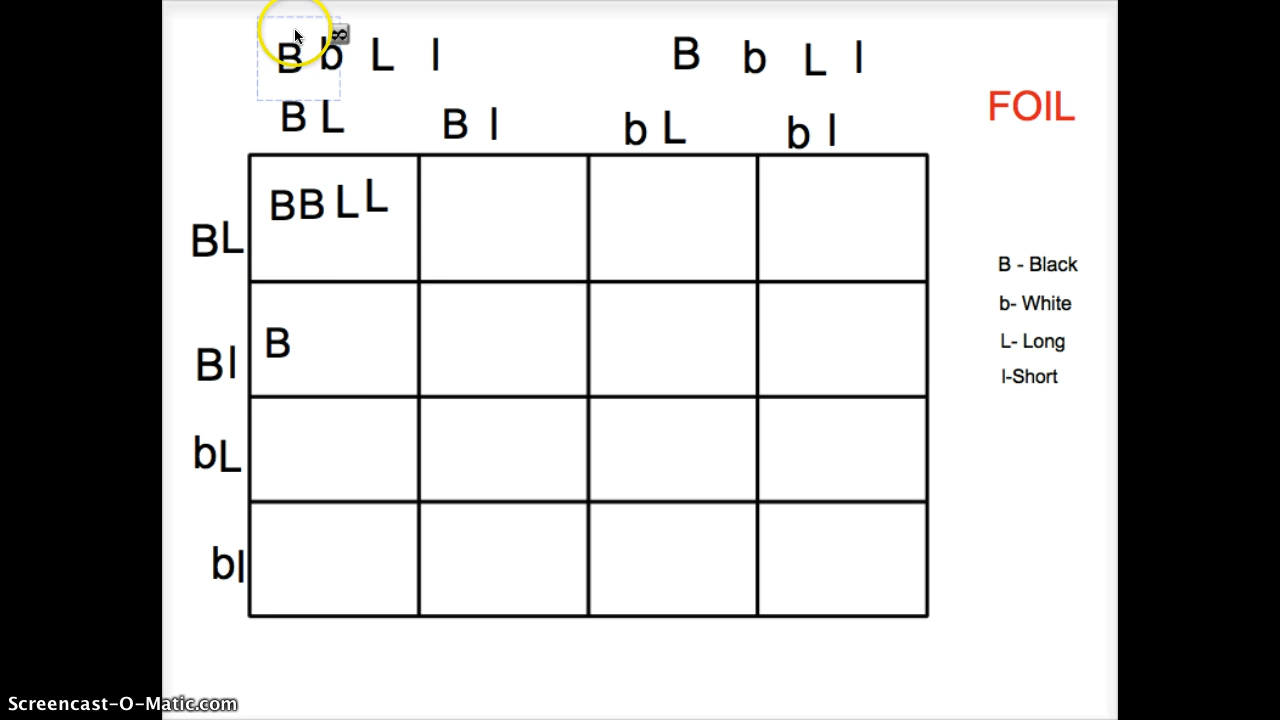 B b L l
B b L l
FOIL
B L
B l
b L
b l
BL
BB L L
B - Black
b- White
L- Long
l-Short
Bl
B
bL
bl
Screencast-O-Matic.com